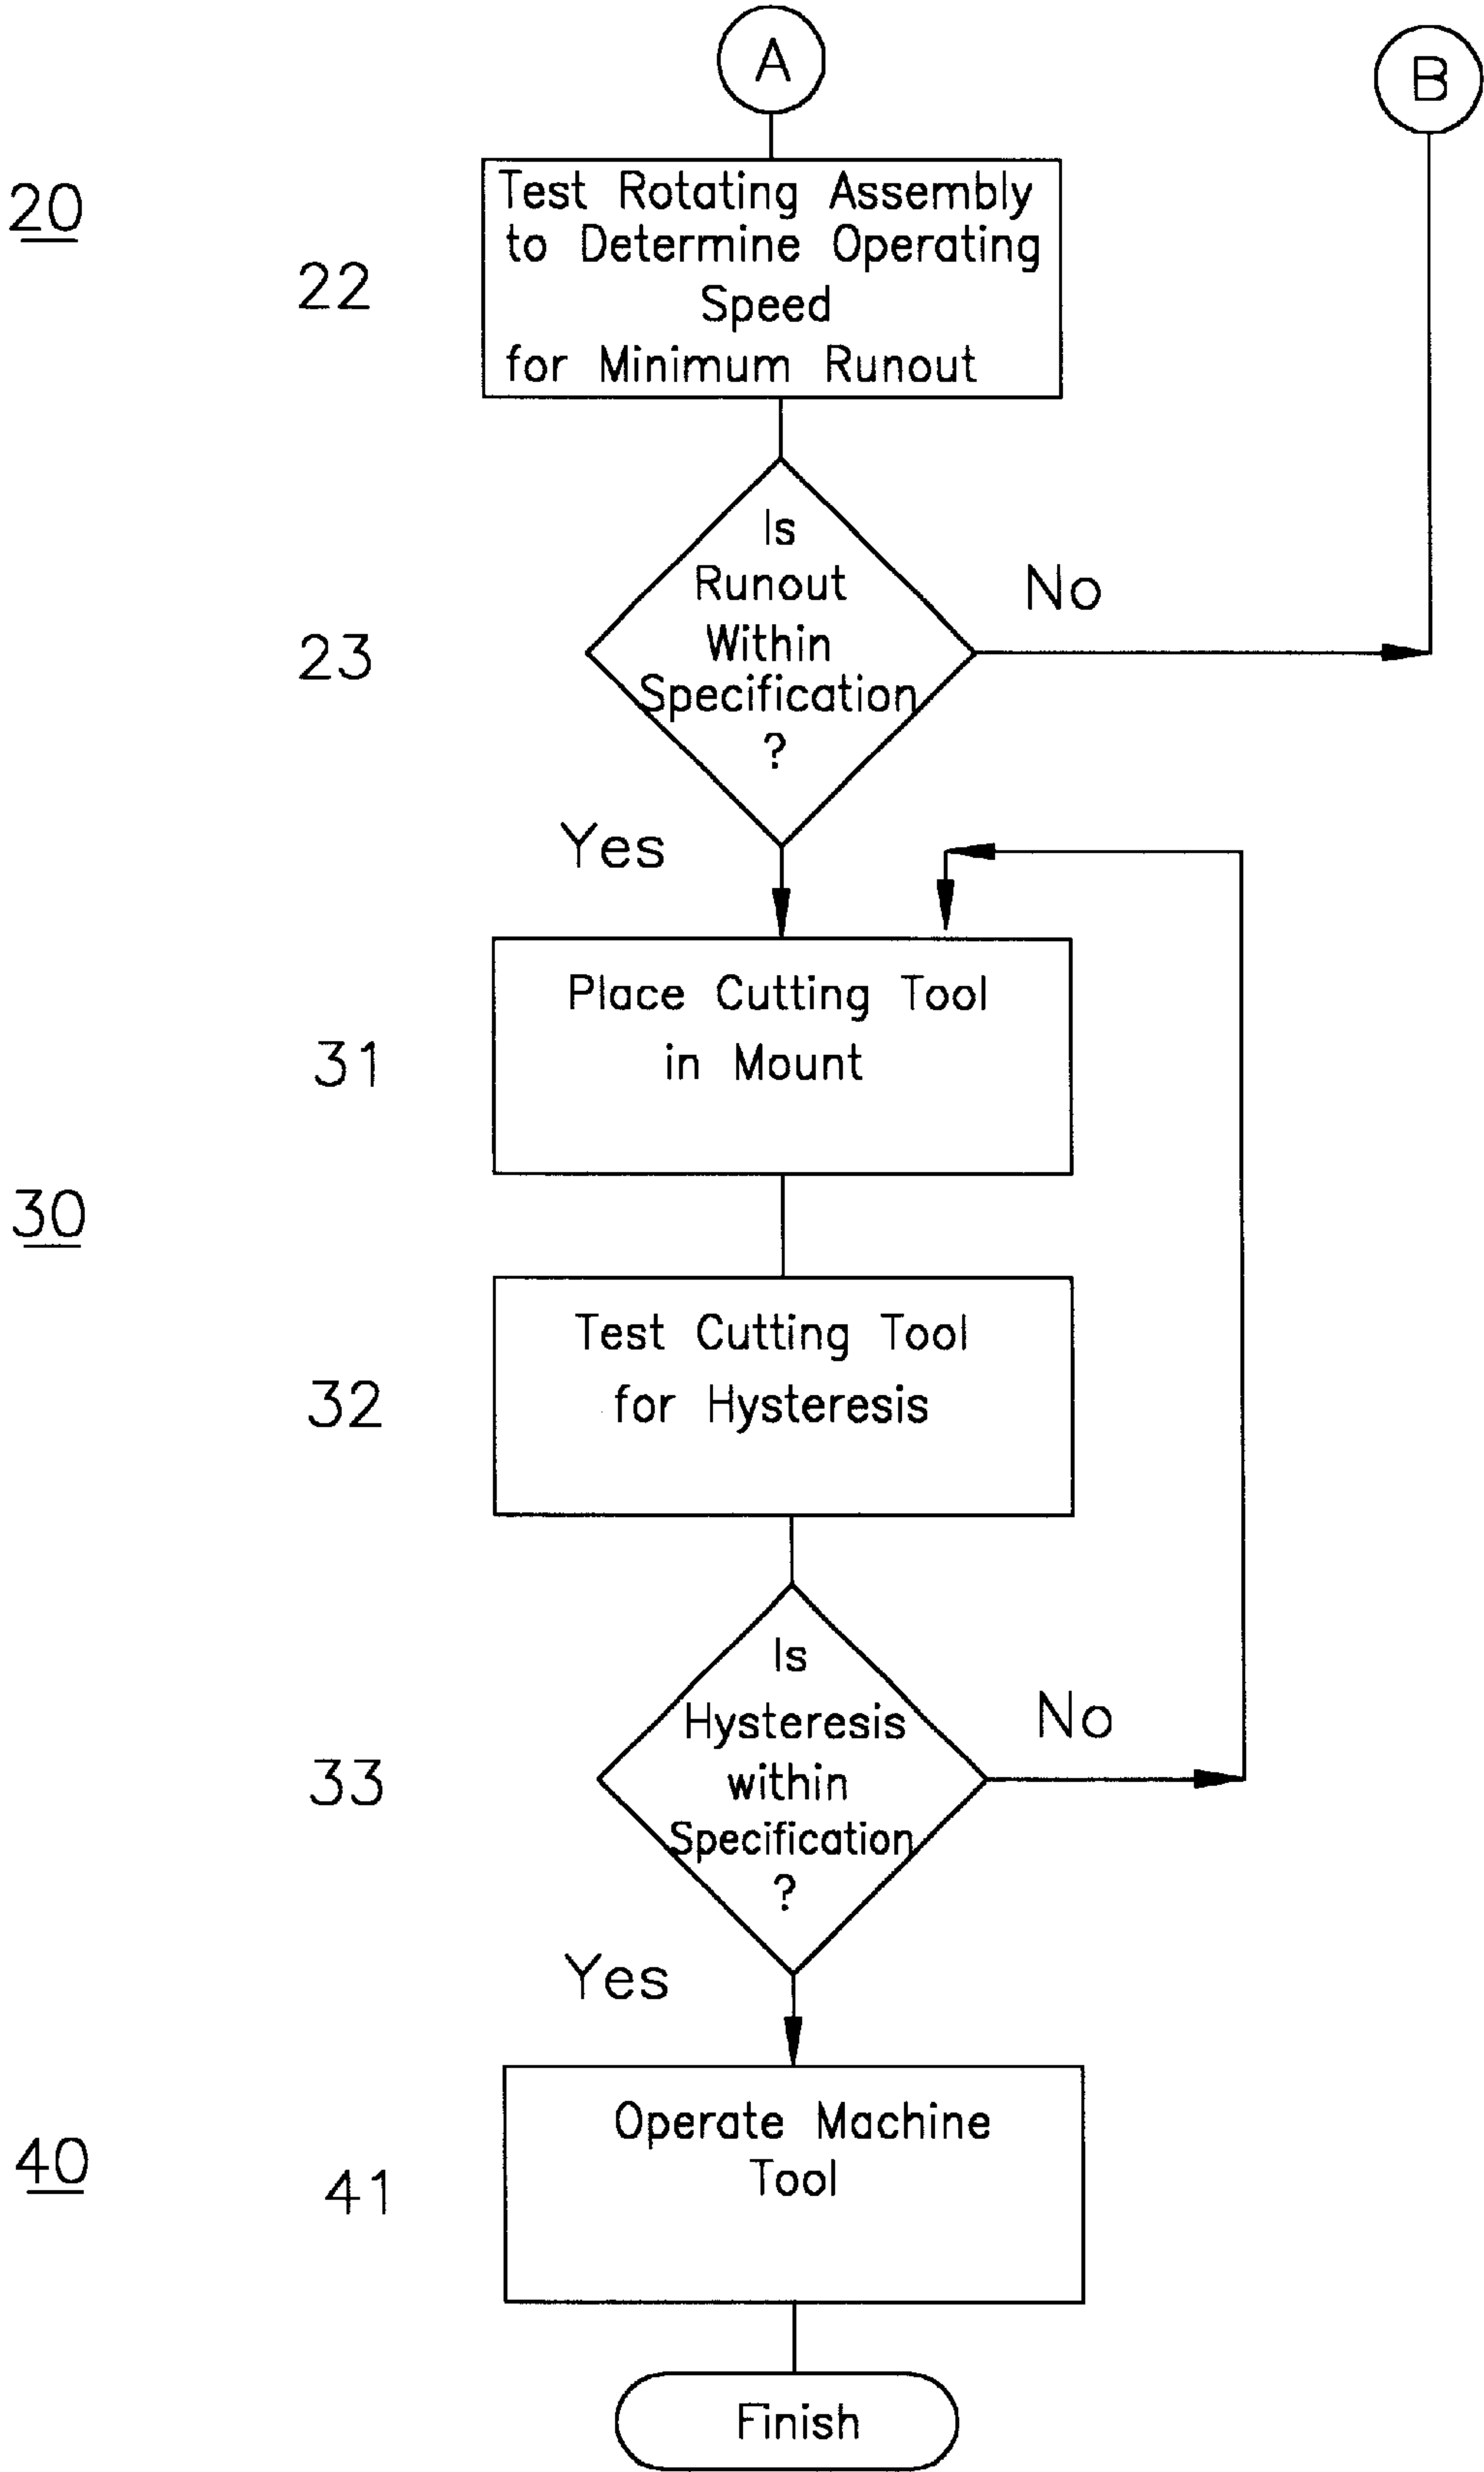 A
B
20
22
Test Rotating Assembly
to Determine Operating
Speed
for Minimum Runout
23
Is
Runout
Within
Specification
?
No
Yes
31
Place Cutting Tool
in Mount
30
32
Test Cutting Tool
for Hysteresis
33
Is
Hysteresis
within
Specification
?
No
Yes
40
41
Operate Machine
Tool
Finish